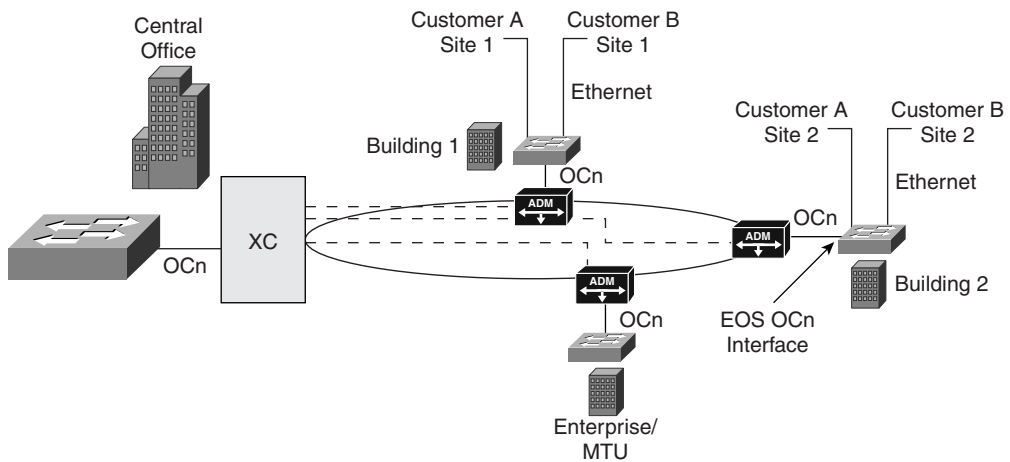 Central
Office
Customer A
Site 1
Customer B
Site 1
Ethernet
Building 1
OCn
ADM
Customer A
Site 2
Customer B
Site 2
Ethernet
OCn
XC
OCn
ADM
ADM
OCn
Building 2
EOS OCn
Interface
Enterprise/
MTU